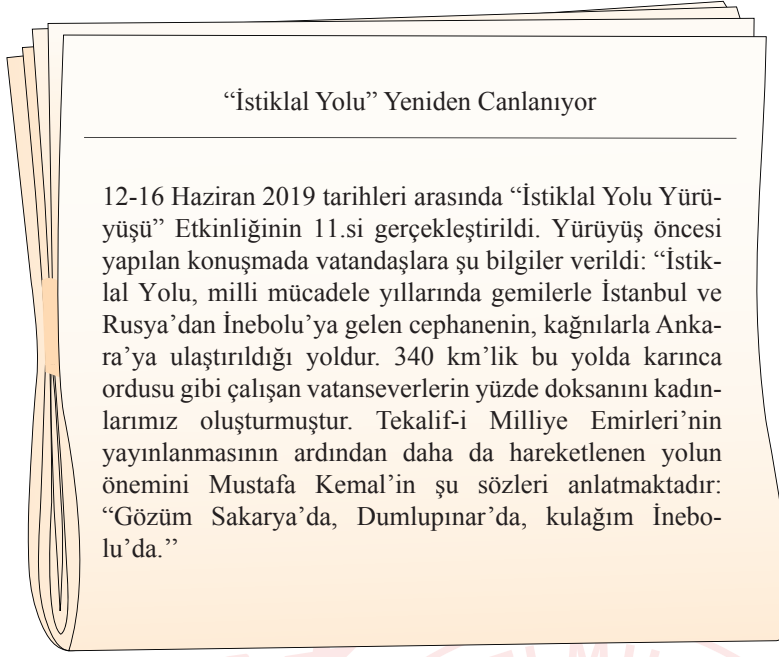 “İstiklal Yolu” Yeniden Canlanıyor
12-16 Haziran 2019 tarihleri arasında “İstiklal Yolu Yürü-
yüşü” Etkinliğinin 11.si gerçekleştirildi. Yürüyüş öncesi
yapılan konuşmada vatandaşlara şu bilgiler verildi: “İstik-
lal Yolu, milli mücadele yıllarında gemilerle İstanbul ve
Rusya’dan İnebolu’ya gelen cephanenin, kağnılarla Anka-
ra’ya ulaştırıldığı yoldur. 340 km’lik bu yolda karınca
ordusu gibi çalışan vatanseverlerin yüzde doksanını kadın-
larımız oluşturmuştur. Tekalif-i Milliye Emirleri’nin
yayınlanmasının ardından daha da hareketlenen yolun
önemini Mustafa Kemal’in şu sözleri anlatmaktadır:
“Gözüm Sakarya’da, Dumlupınar’da, kulağım İnebo-
lu’da.’’